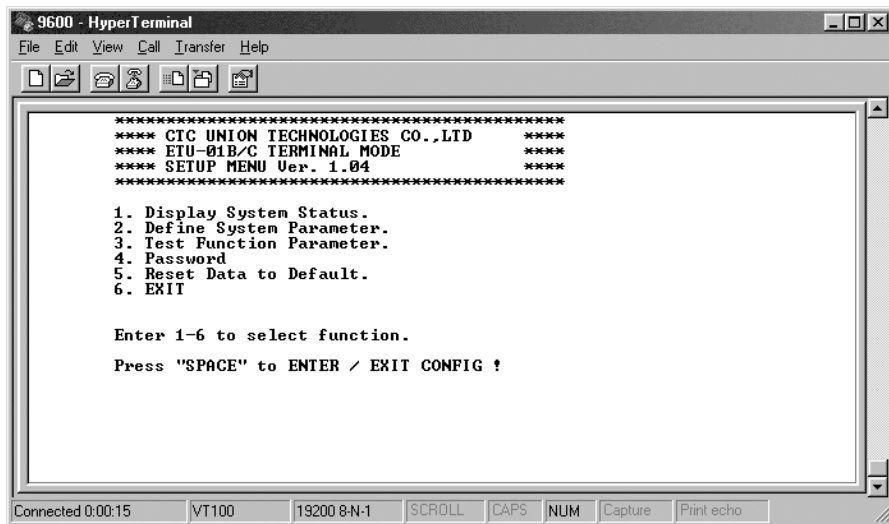 9600 - HyperTerminal
File Edit View Call Transfer Help
********************************************
**** CTC UNION TECHNOLOGIES CO.,LTD     ****
**** ETU-01B/C TERMINAL MODE            ****
**** SETUP MENU Ver. 1.04               ****
********************************************
1. Display System Status.
2. Define System Parameter.
3. Test Function Parameter.
4. Password
5. Reset Data to Default.
6. EXIT
Enter 1-6 to select function.
Press "SPACE" to ENTER / EXIT CONFIG !
Connected 0:00:15 VT100 19200 8-N-1 SCROLL CAPS NUM Capture Print echo